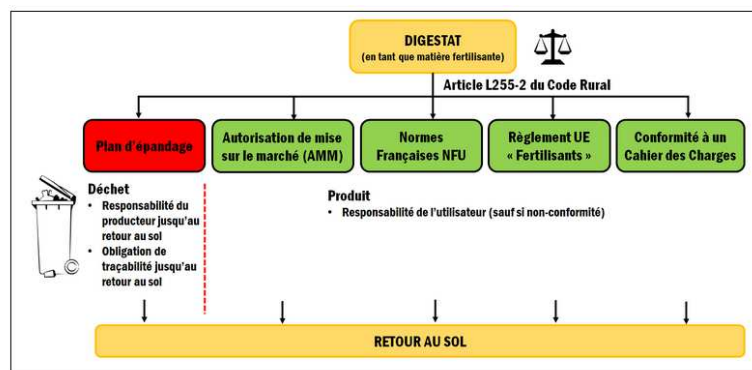 DIGESTAT
(en tant que matière fertilisante)
Article L255-2 du Code Rural
Plan d'épandage
Autorisation de mise
sur le marché (AMM)
Normes
Françaises NFU
Règlement UE
« Fertilisants »
Conformité à un
Cahier des Charges
Déchet
• Responsabilité du
producteur jusqu'au
retour au sol
• Obligation de
traçabilité jusqu'au
retour au sol
Produit
• Responsabilité de l'utilisateur (sauf si non-conformité)
RETOUR AU SOL